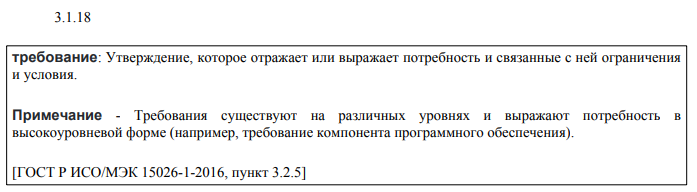 3.1.18
требование: Утверждение, которое отражает или выражает потребность и связанные с ней ограничения
и условия.
Примечание - Требования существуют на различных уровнях и выражают потребность в
высокоуровневой форме (например, требование компонента программного обеспечения).
[ГОСТ Р ИСО/МЭК 15026-1-2016, пункт 3.2.5]